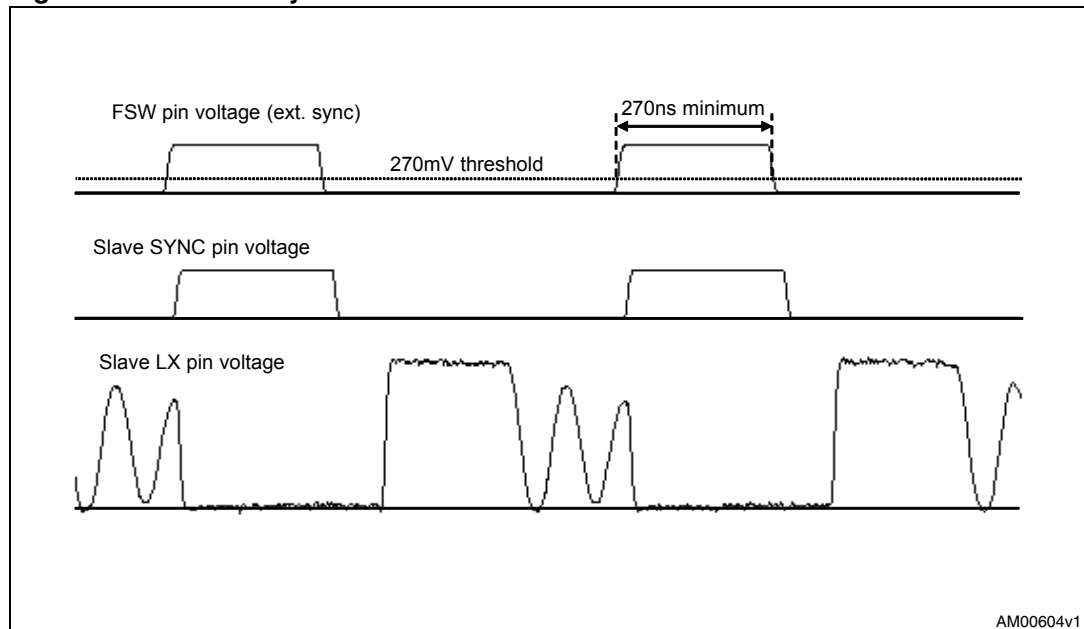 FSW pin voltage (ext. sync)
270ns minimum
270mV threshold
Slave SYNC pin voltage
Slave LX pin voltage
AM00604v1